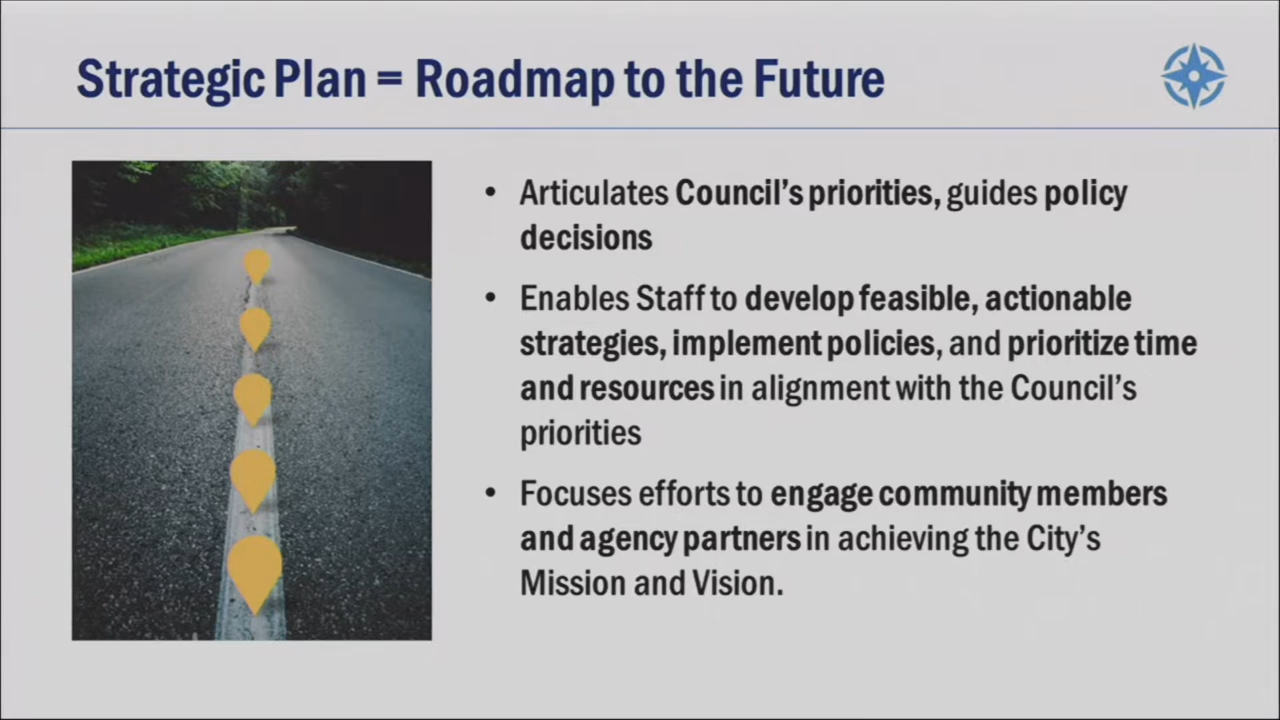 Strategic Plan = Roadmap to the Future
• Articulates Council's priorities, guides policy
decisions
• Enables Staff to develop feasible, actionable
strategies, implement policies, and prioritize time
and resources in alignment with the Council's
priorities
• Focuses efforts to engage community members
and agency partners in achieving the City's
Mission and Vision.